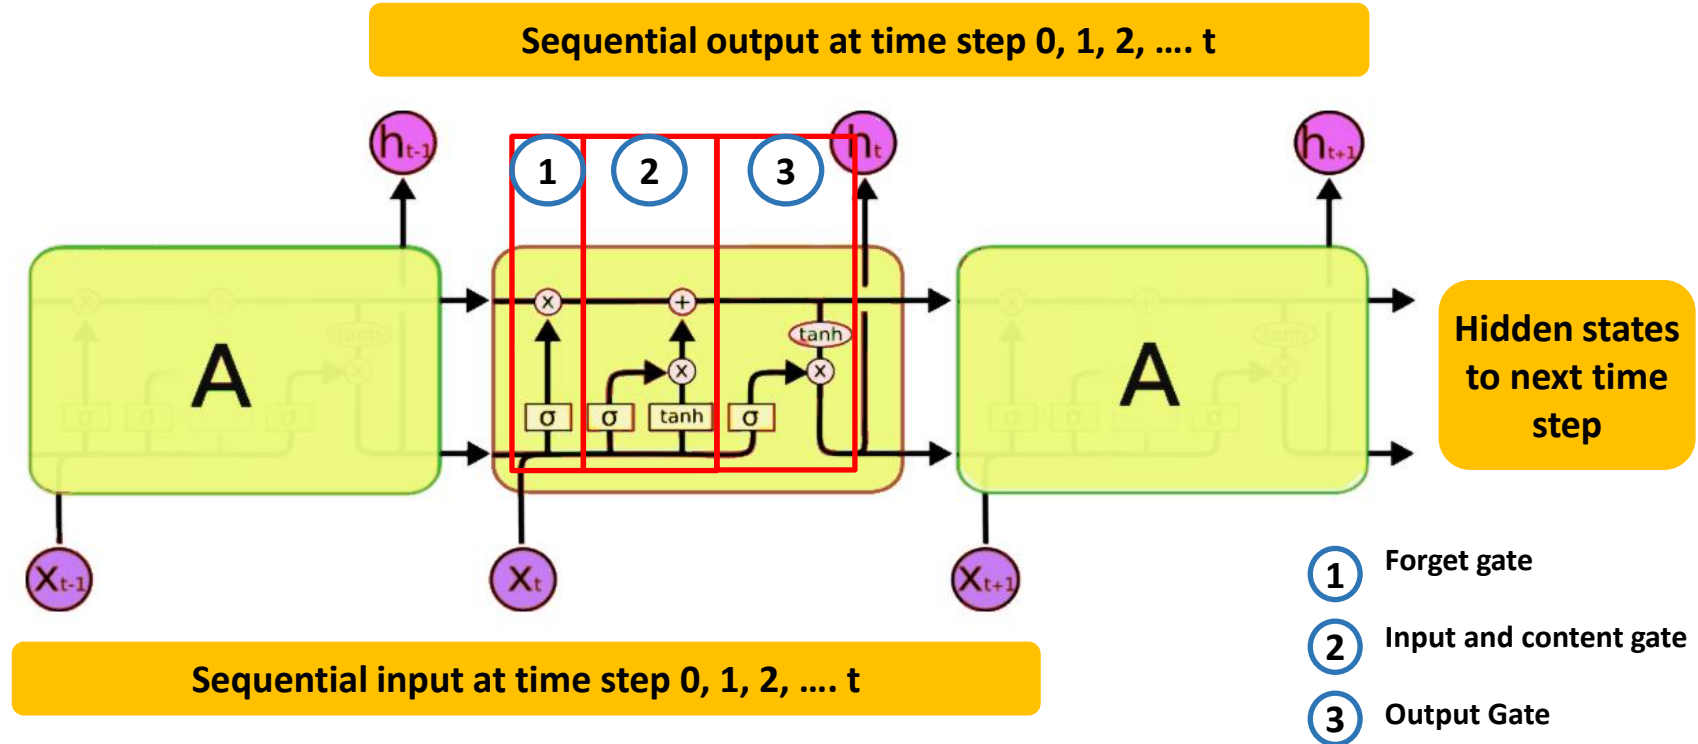 Sequential output at time step 0, 1, 2, …. t
h t-1
h t
h t+1
1
2
3
A
x
+
tanh
x
x
σ
σ
tanh
σ
A
Hidden states
to next time
step
X t-1
X t
X t+1
1 Forget gate
2 Input and content gate
3 Output Gate
Sequential input at time step 0, 1, 2, …. t